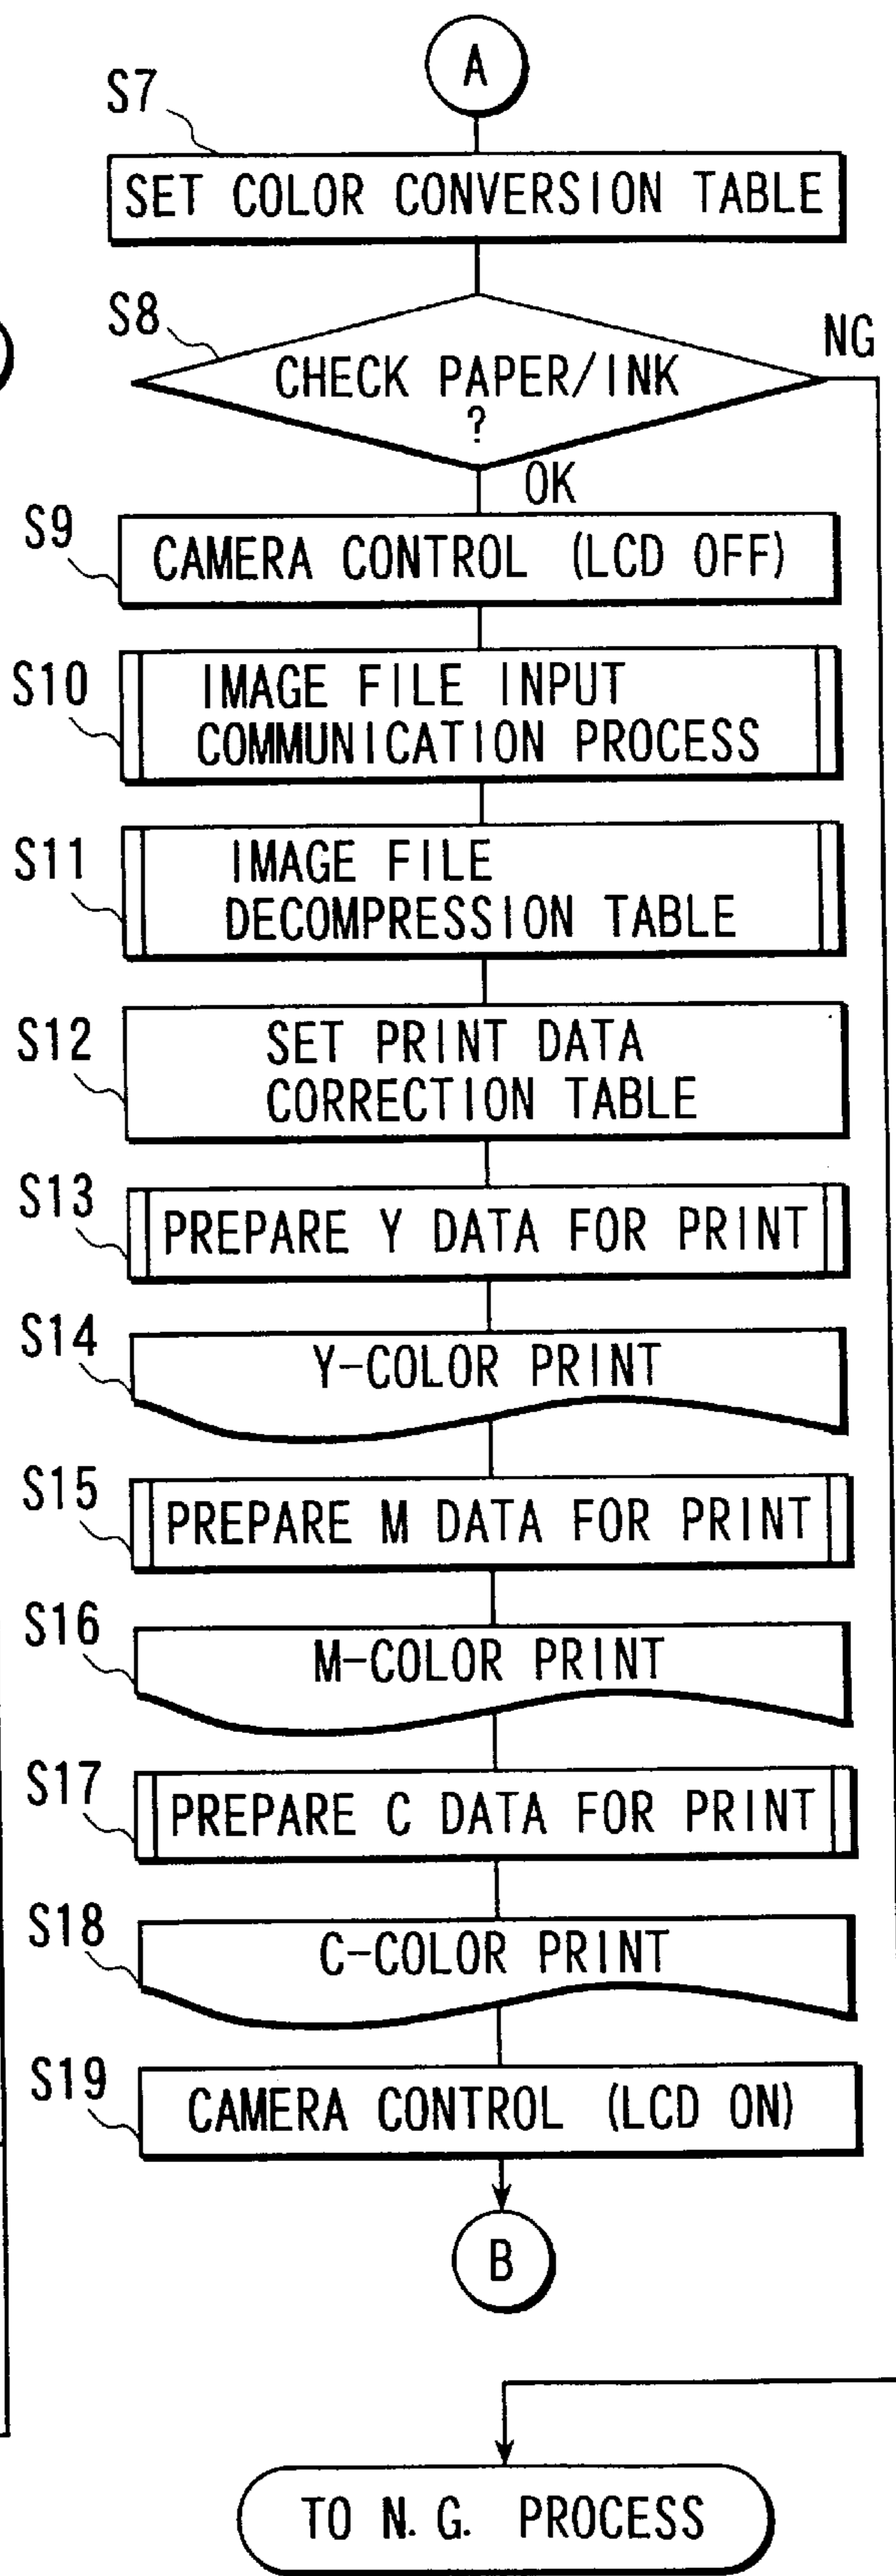 A
S7
SET COLOR CONVERSION TABLE
S8
NG
CHECK PAPER/INK
?
OK
S9
CAMERA CONTROL (LCD OFF)
S10
IMAGE FILE INPUT
COMMUNICATION PROCESS
S11
IMAGE FILE
DECOMPRESSION TABLE
S12
SET PRINT DATA
CORRECTION TABLE
S13
PREPARE Y DATA FOR PRINT
S14
Y-COLOR PRINT
S15
PREPARE M DATA FOR PRINT
S16
M-COLOR PRINT
S17
PREPARE C DATA FOR PRINT
S18
C-COLOR PRINT
S19
CAMERA CONTROL (LCD ON)
B
TO N.G. PROCESS